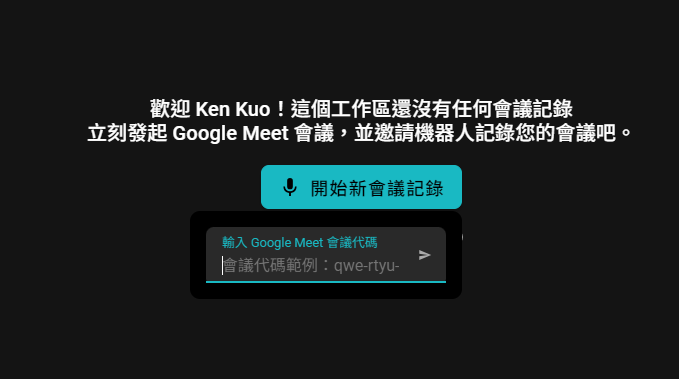 歡迎 Ken Kuo！這個工作區還沒有任何會議記錄
立刻發起 Google Meet 會議，並邀請機器人記錄您的會議吧。
開始新會議記錄
輸入 Google Meet 會議代碼
會議代碼範例：qwe-rtyu-